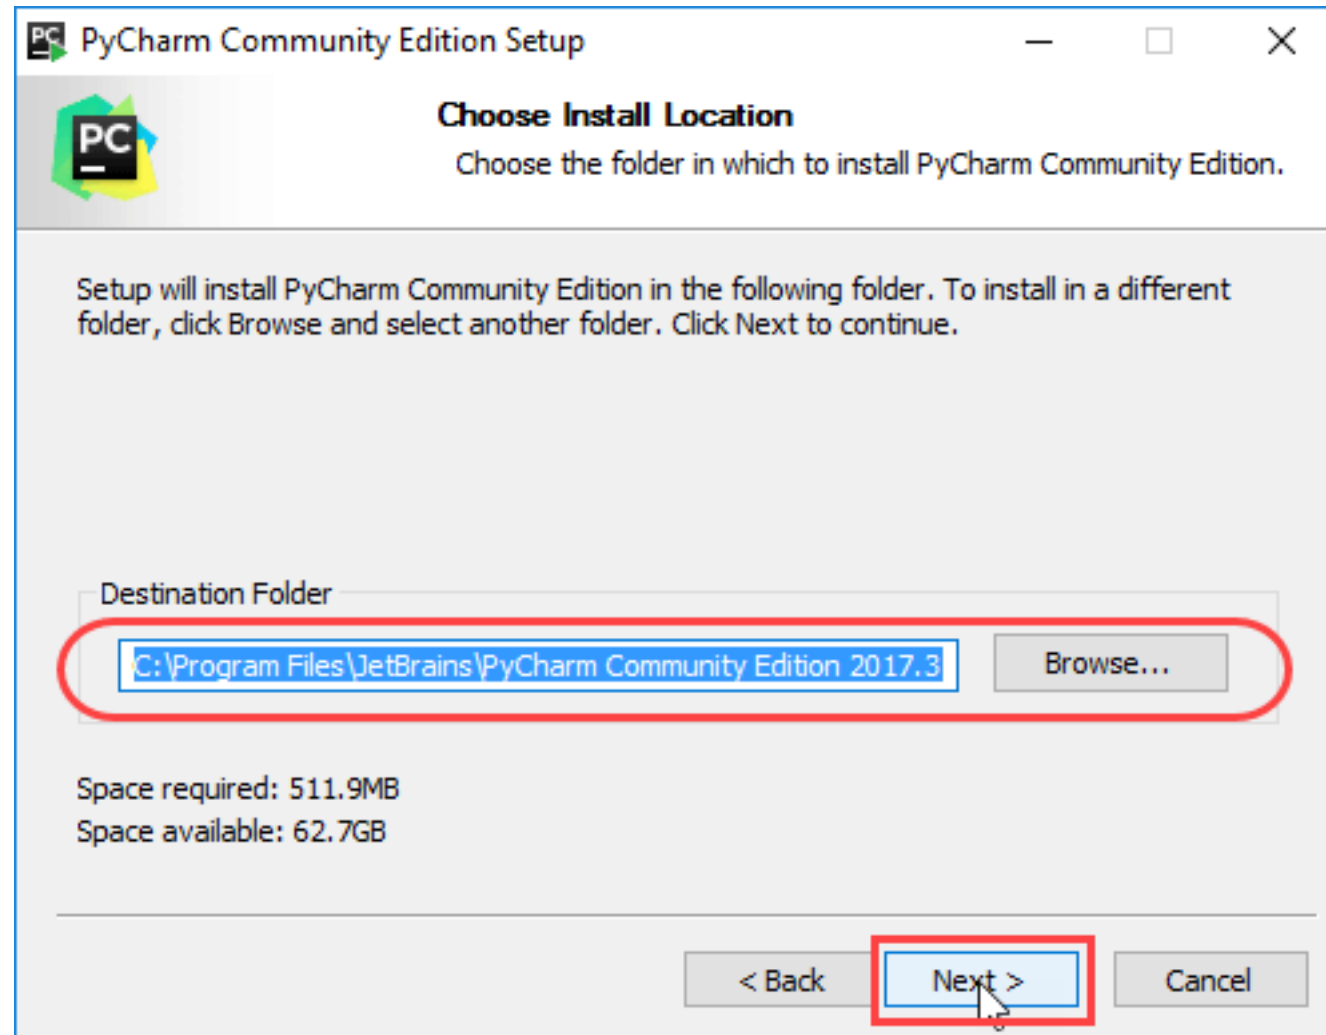 PyCharm Community Edition Setup
PC
Choose Install Location
Choose the folder in which to install PyCharm Community Edition.
Setup will install PyCharm Community Edition in the following folder. To install in a different
folder, click Browse and select another folder. Click Next to continue.
Destination Folder
C:\Program Files\JetBrains\PyCharm Community Edition 2017.3
Browse...
Space required: 511.9MB
Space available: 62.7GB
< Back
Next >
Cancel